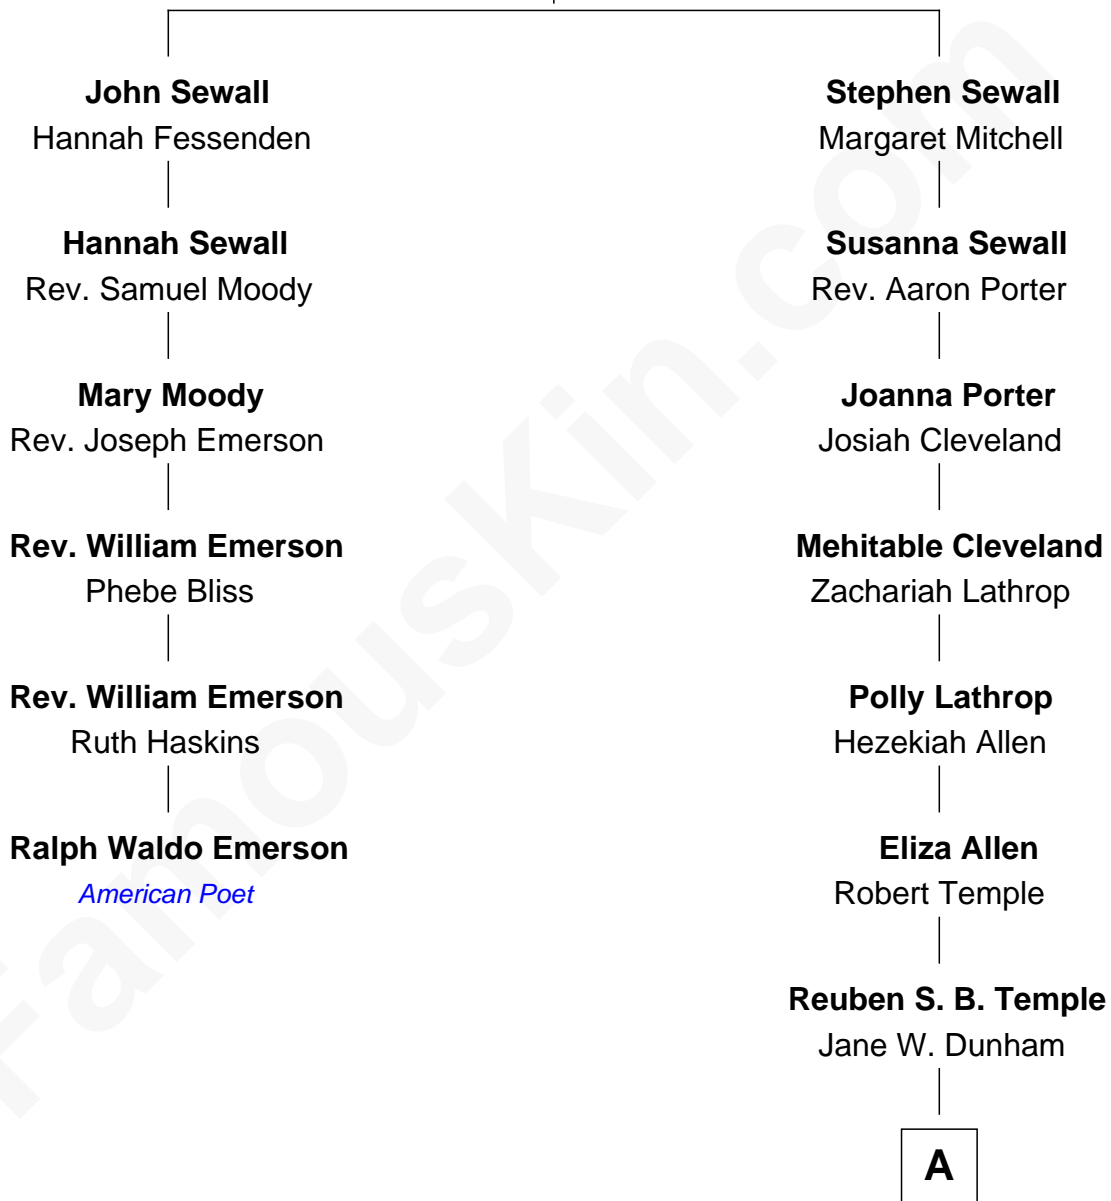 John Sewall
Hannah Fessenden
Hannah Sewall
Rev. Samuel Moody
Mary Moody
Rev. Joseph Emerson
Rev. William Emerson
Phebe Bliss
Rev. William Emerson
Ruth Haskins
Ralph Waldo Emerson
American Poet
Stephen Sewall
Margaret Mitchell
Susanna Sewall
Rev. Aaron Porter
Joanna Porter
Josiah Cleveland
Mehitable Cleveland
Zachariah Lathrop
Polly Lathrop
Hezekiah Allen
Eliza Allen
Robert Temple
Reuben S. B. Temple
Jane W. Dunham
A
FamousKin.com